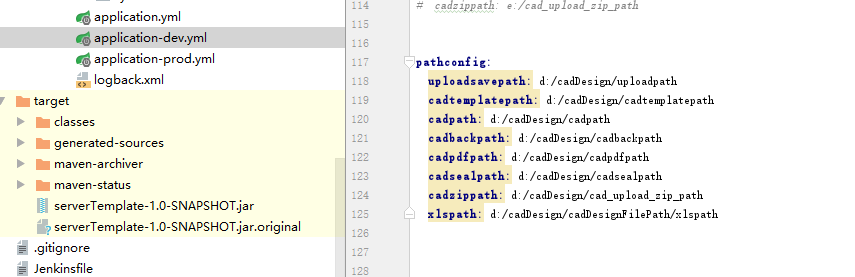 application.yml
application-dev.yml
application-prod.yml
logback.xml
target
classes
generated-sources
maven-archiver
maven-status
serverTemplate-1.0-SNAPSHOT.jar
serverTemplate-1.0-SNAPSHOT.jar.original
.gitignore
Jenkinsfile
114 #  cadzippath: e:/cad_upload_zip_path
115
116
117 pathconfig:
118 uploadsavepath: d:/cadDesign/uploadpath
119 cadtemplatepath: d:/cadDesign/cadtemplatepath
120 cadpath: d:/cadDesign/cadpath
121 cadbackpath: d:/cadDesign/cadbackpath
122 cadpdfpath: d:/cadDesign/cadpdfpath
123 cadsealpath: d:/cadDesign/cadsealpath
124 cadzippath: d:/cadDesign/cad_upload_zip_path
125 xlspath: d:/cadDesign/cadDesignFilePath/xlspath
126
127
128